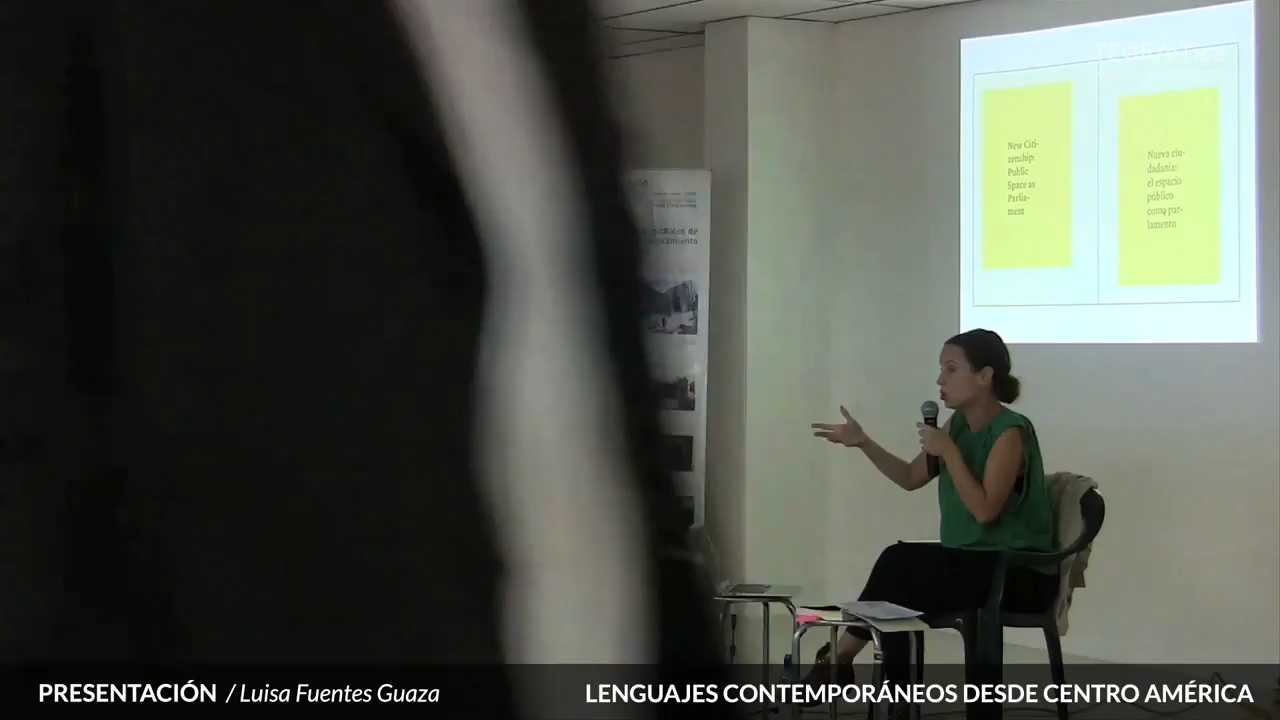 New Citi-
zenship:
Public
Space as
Parlia-
ment
Nueva ciu-
dadanía:
el espacio
público
como par-
lamento
PRESENTACIÓN / Luisa Fuentes Guaza
LENGUAJES CONTEMPORÁNEOS DESDE CENTRO AMÉRICA